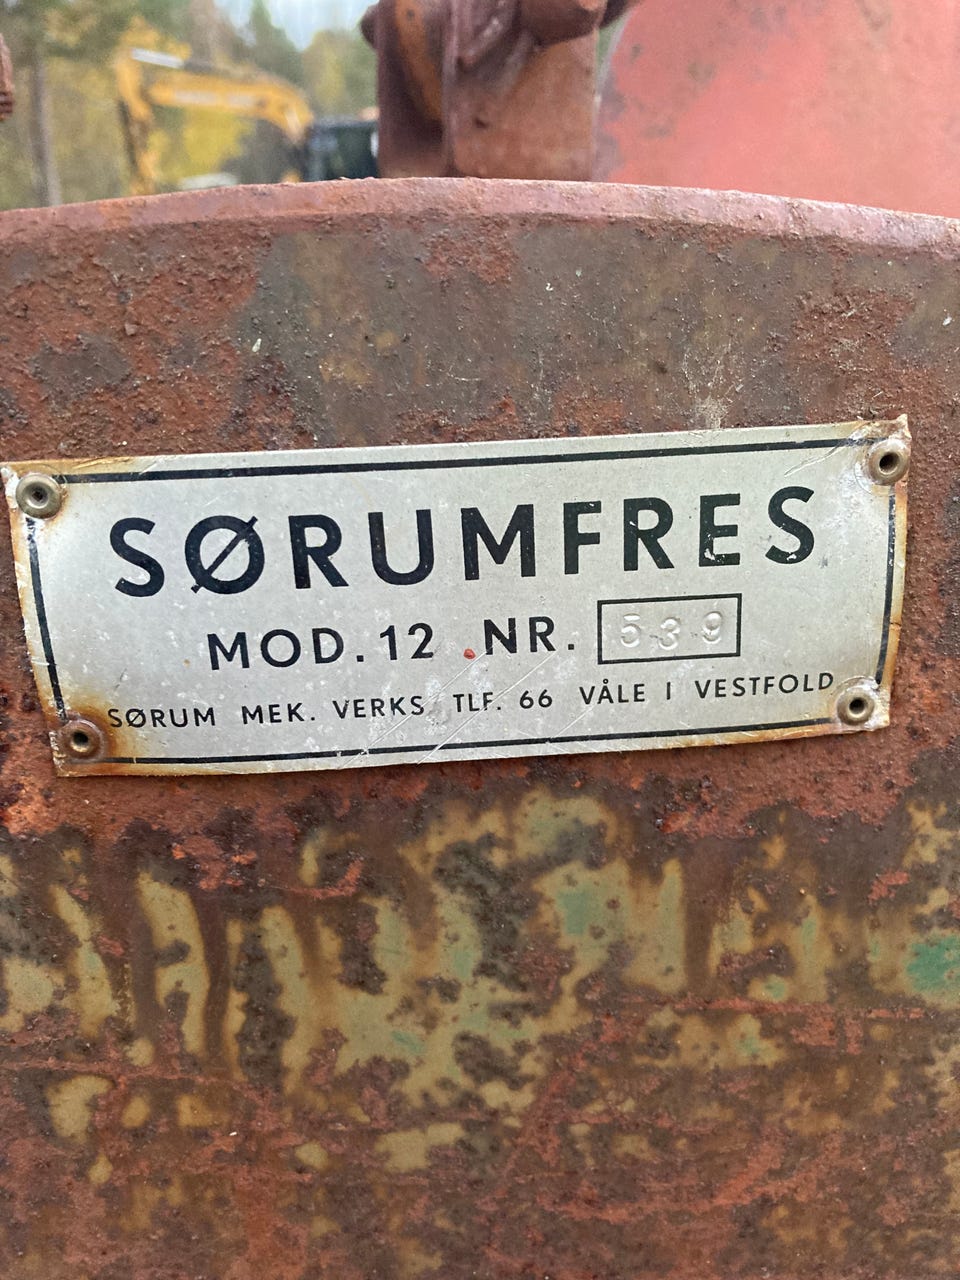 SØRUMFRES
MOD. 12 .NR. 539
SØRUM MEK. VERKS. TLF. 66 VÅLE I VESTFOLD